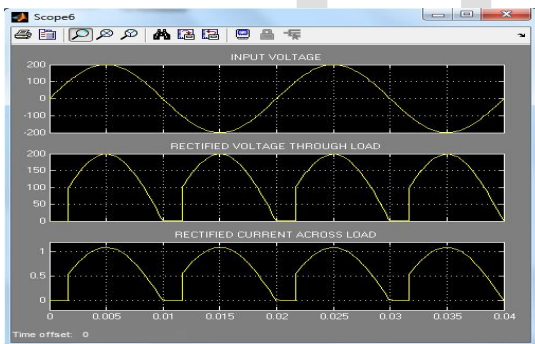 Scope6
INPUT VOLTAGE
200
100
0
-100
-200
RECTIFIED VOLTAGE THROUGH LOAD
200
150
100
50
0
RECTIFIED CURRENT ACROSS LOAD
1
0.5
0
0 0.005 0.01 0.015 0.02 0.025 0.03 0.035 0.04
Time offset: 0